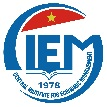 CIEM
1978
CENTRAL INSTITUTE FOR ECONOMIC MANAGEMENT